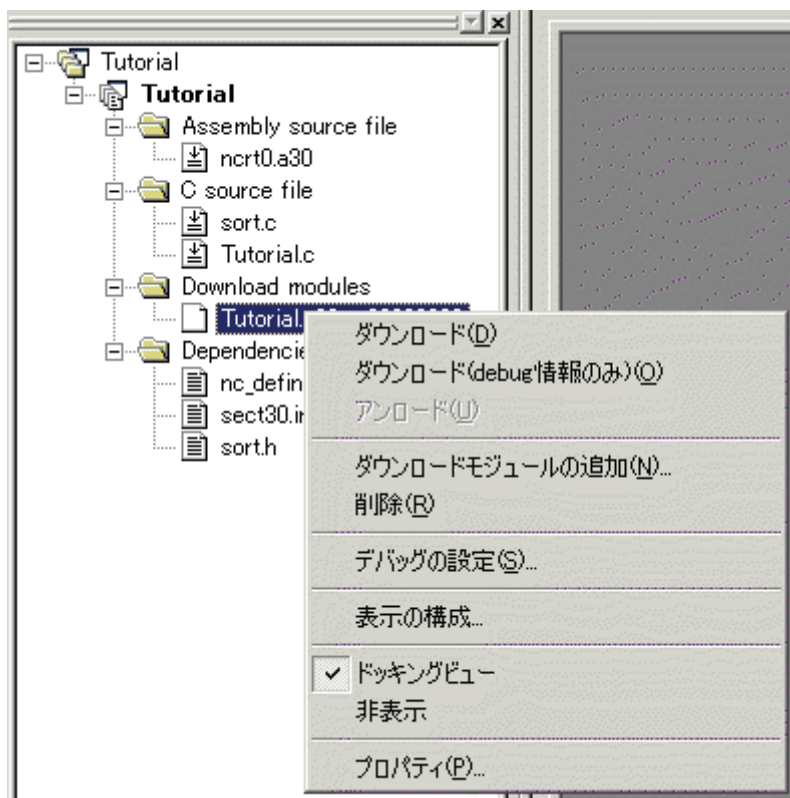 Tutorial
Tutorial
Assembly source file
ncrt0.a30
C source file
sort.c
Tutorial.c
Download modules
Tutorial.
Dependencie
nc_defin
sect30.in
sort.h
ダウンロード(D)
ダウンロード(debug情報のみ)(O)
アンロード(U)
ダウンロードモジュールの追加(N)...
削除(R)
デバッグの設定(S)...
表示の構成...
ドッキングビュー
非表示
プロパティ(P)...